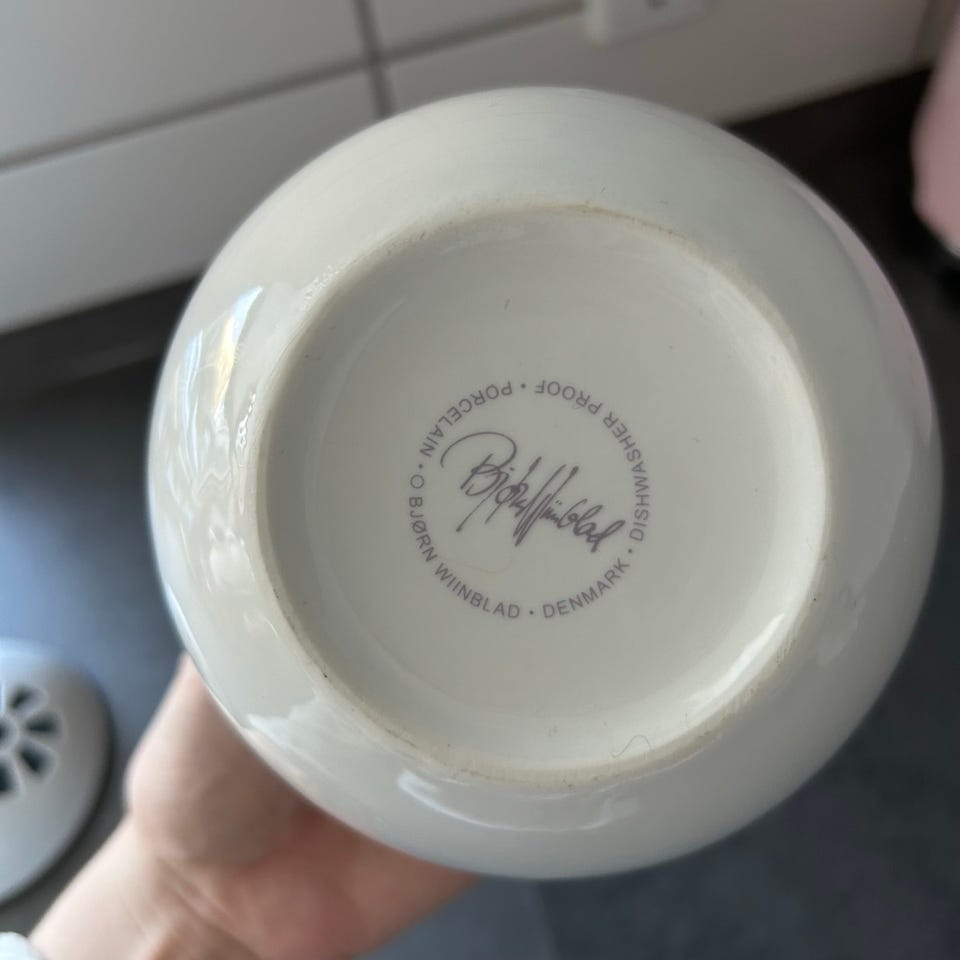 Bjørn Wiinblad
O BJØRN WIINBLAD • DENMARK • DISHWASHER PROOF • PORCELAIN •